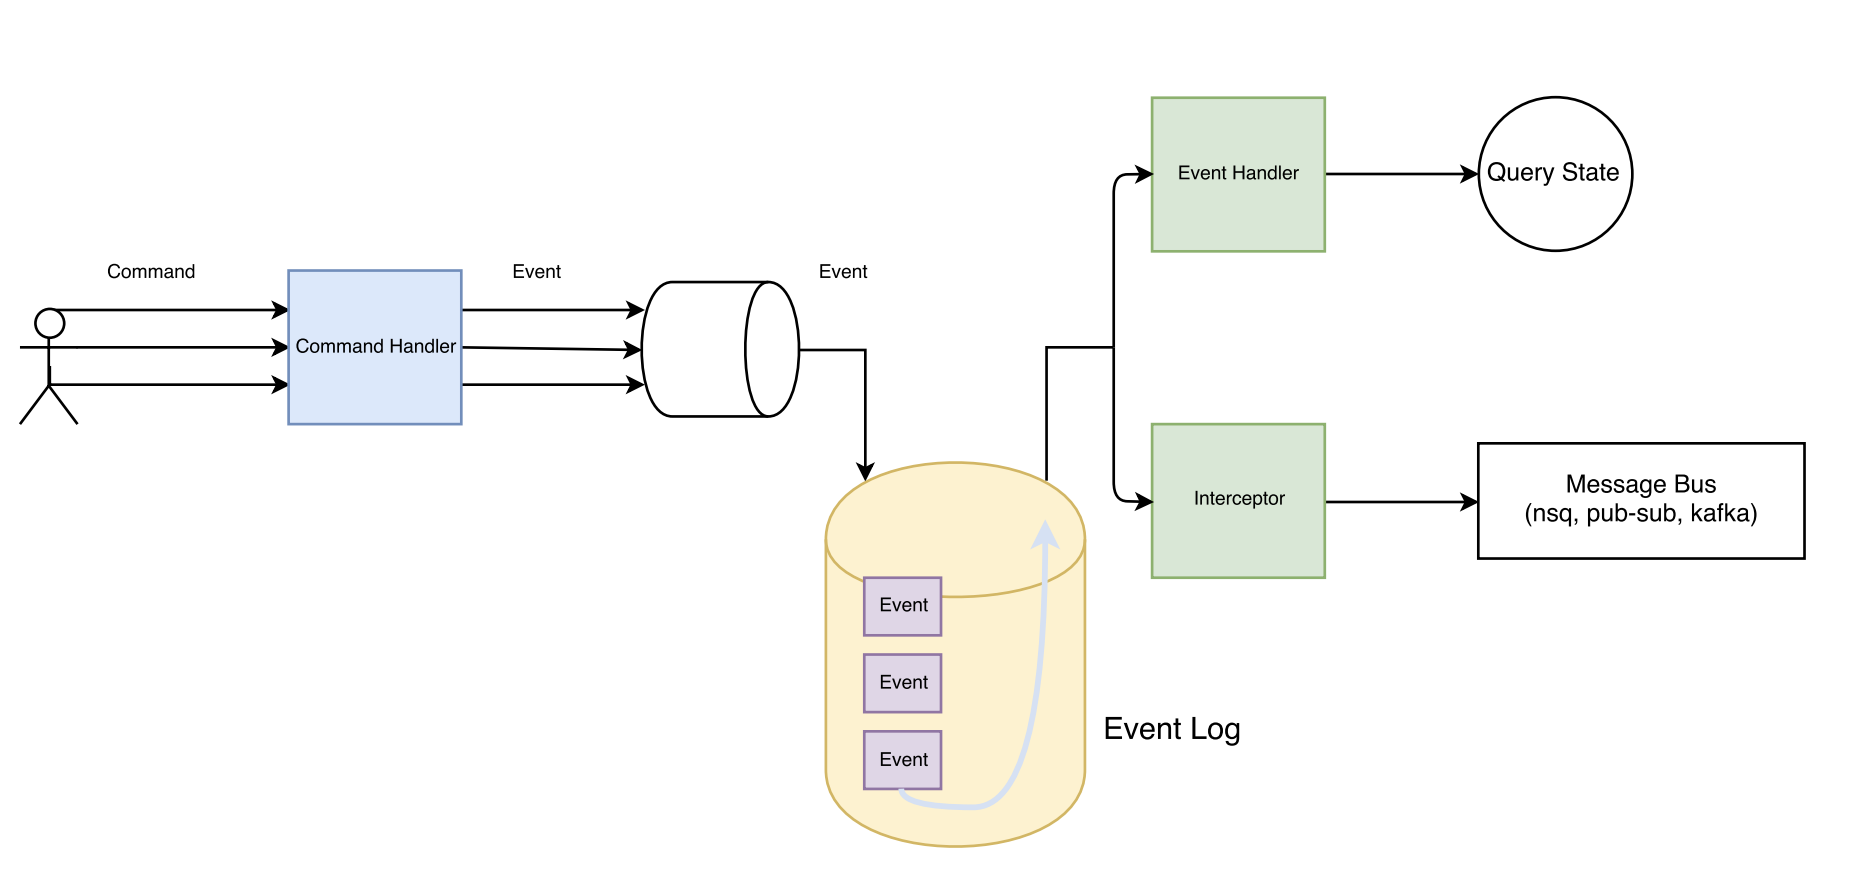 Command
Command Handler
Event
Event
Event Handler
Query State
Interceptor
Message Bus
(nsq, pub-sub, kafka)
Event
Event
Event
Event Log